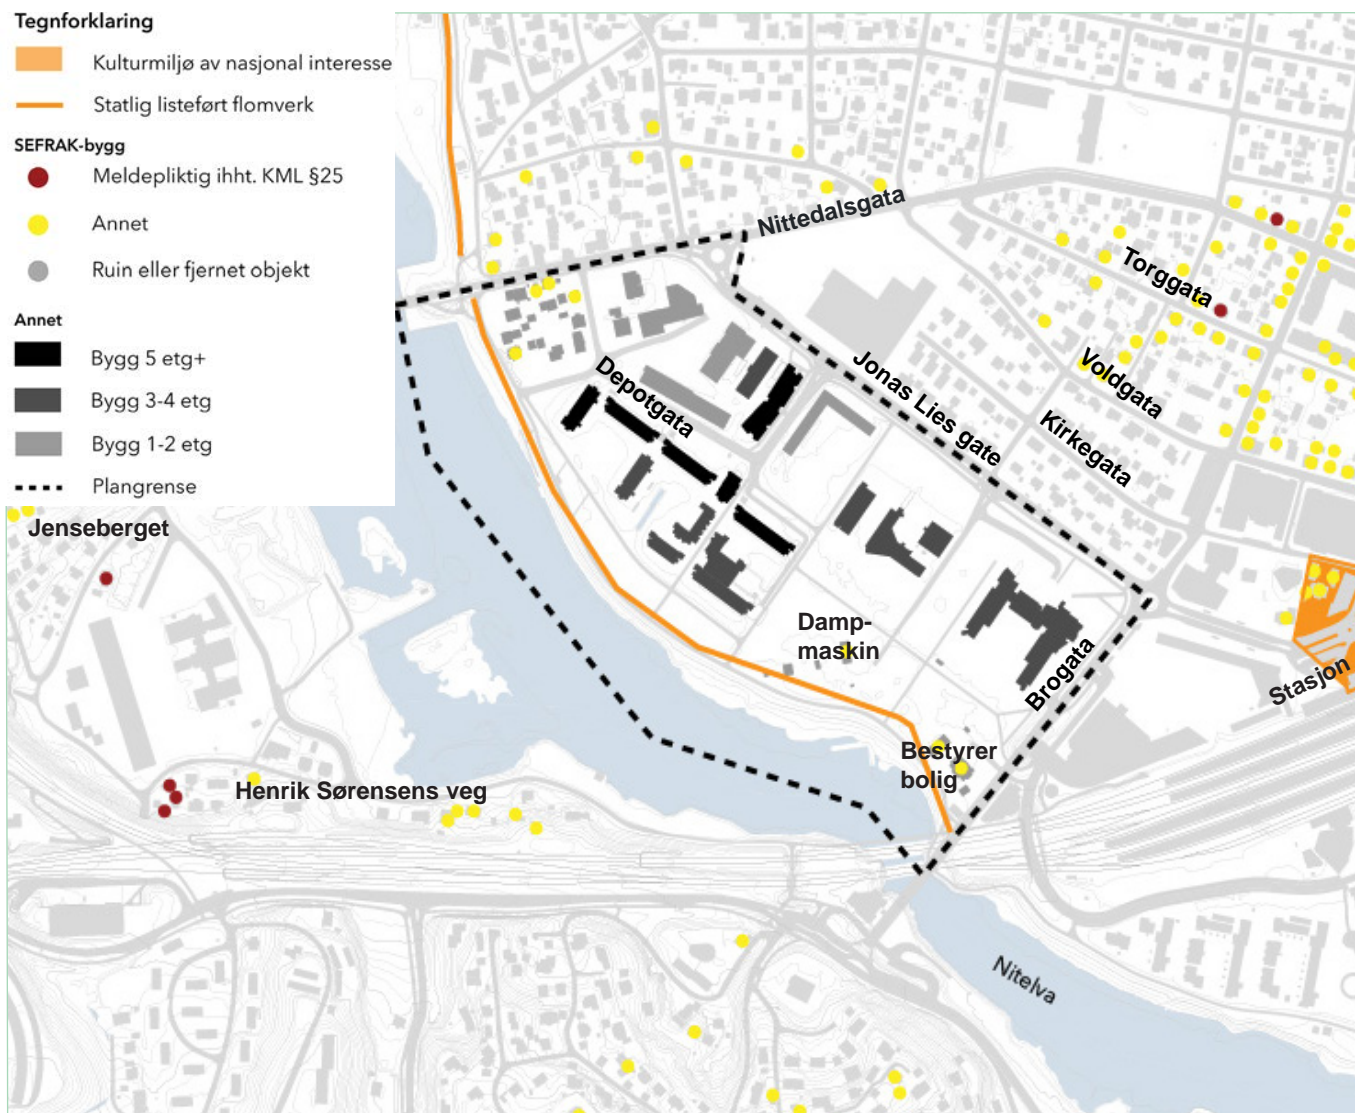 Tegnforklaring
Kulturmiljø av nasjonal interesse
Statlig listeført flomverk
SEFRAK-bygg
Meldepliktig ihht. KML §25
Annet
Ruin eller fjernet objekt
Annet
Bygg 5 etg+
Bygg 3-4 etg
Bygg 1-2 etg
Plangrense
Nittedalsgata
Torggata
Voldgata
Jonas Lies gate
Depotgata
Kirkegata
Jenseberget
Damp-
maskin
Brogata
Stasjon
Bestyrer
bolig
Henrik Sørensens veg
Nitelva